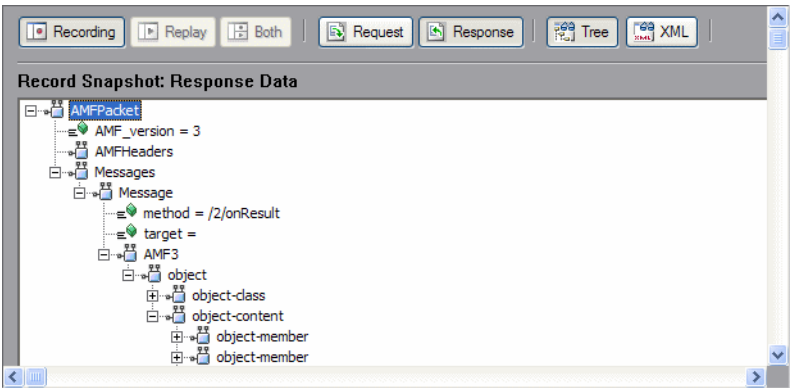 Recording Replay Both Request Response Tree XML
Record Snapshot: Response Data
AMFPacket
AMF_version = 3
AMFHeaders
Messages
Message
method = /2/onResult
target =
AMF3
object
object-class
object-content
object-member
object-member